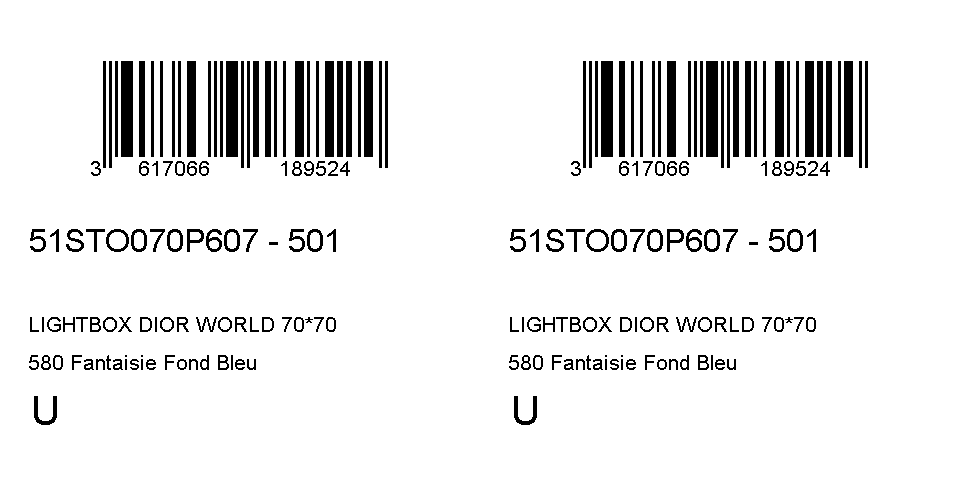 3 617066 189524
51STO070P607 - 501
LIGHTBOX DIOR WORLD 70*70
580 Fantaisie Fond Bleu
U
3 617066 189524
51STO070P607 - 501
LIGHTBOX DIOR WORLD 70*70
580 Fantaisie Fond Bleu
U